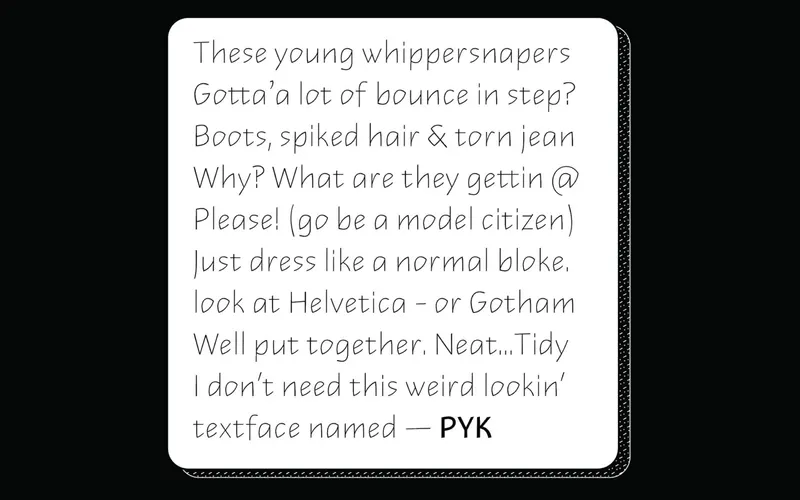 These young whippersnapers
Gotta’a lot of bounce in step?
Boots, spiked hair & torn jean
Why? What are they gettin @
Please! (go be a model citizen)
Just dress like a normal bloke.
look at Helvetica - or Gotham
Well put together. Neat...Tidy
I don’t need this weird lookin’
textface named — PYK